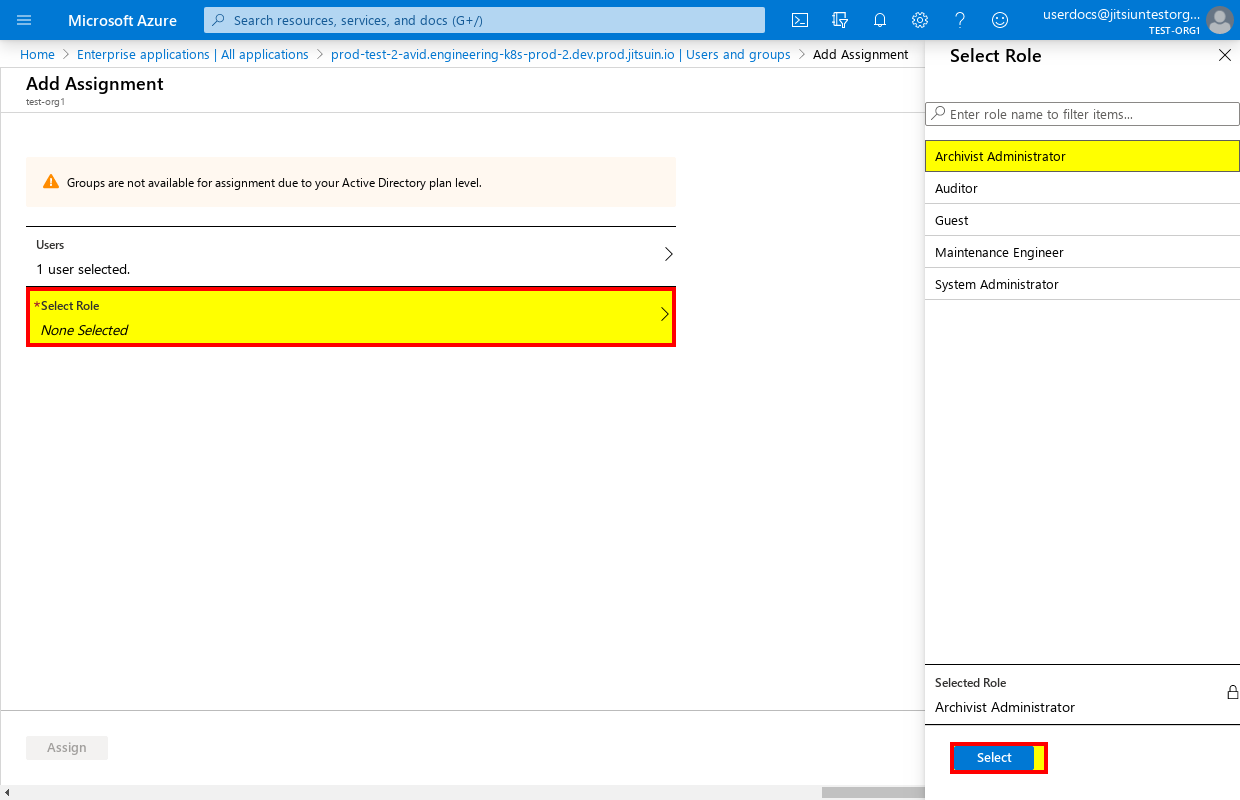 Microsoft Azure
Search resources, services, and docs (G+/)
userdocs@jitsiuntestorg...
TEST-ORG1
Home > Enterprise applications | All applications > prod-test-2-avid.engineering-k8s-prod-2.dev.prod.jitsuin.io | Users and groups > Add Assignment
Add Assignment
test-org1
Groups are not available for assignment due to your Active Directory plan level.
Users
1 user selected.
*Select Role
None Selected
Assign
Select Role
Enter role name to filter items...
Archivist Administrator
Auditor
Guest
Maintenance Engineer
System Administrator
Selected Role
Archivist Administrator
Select